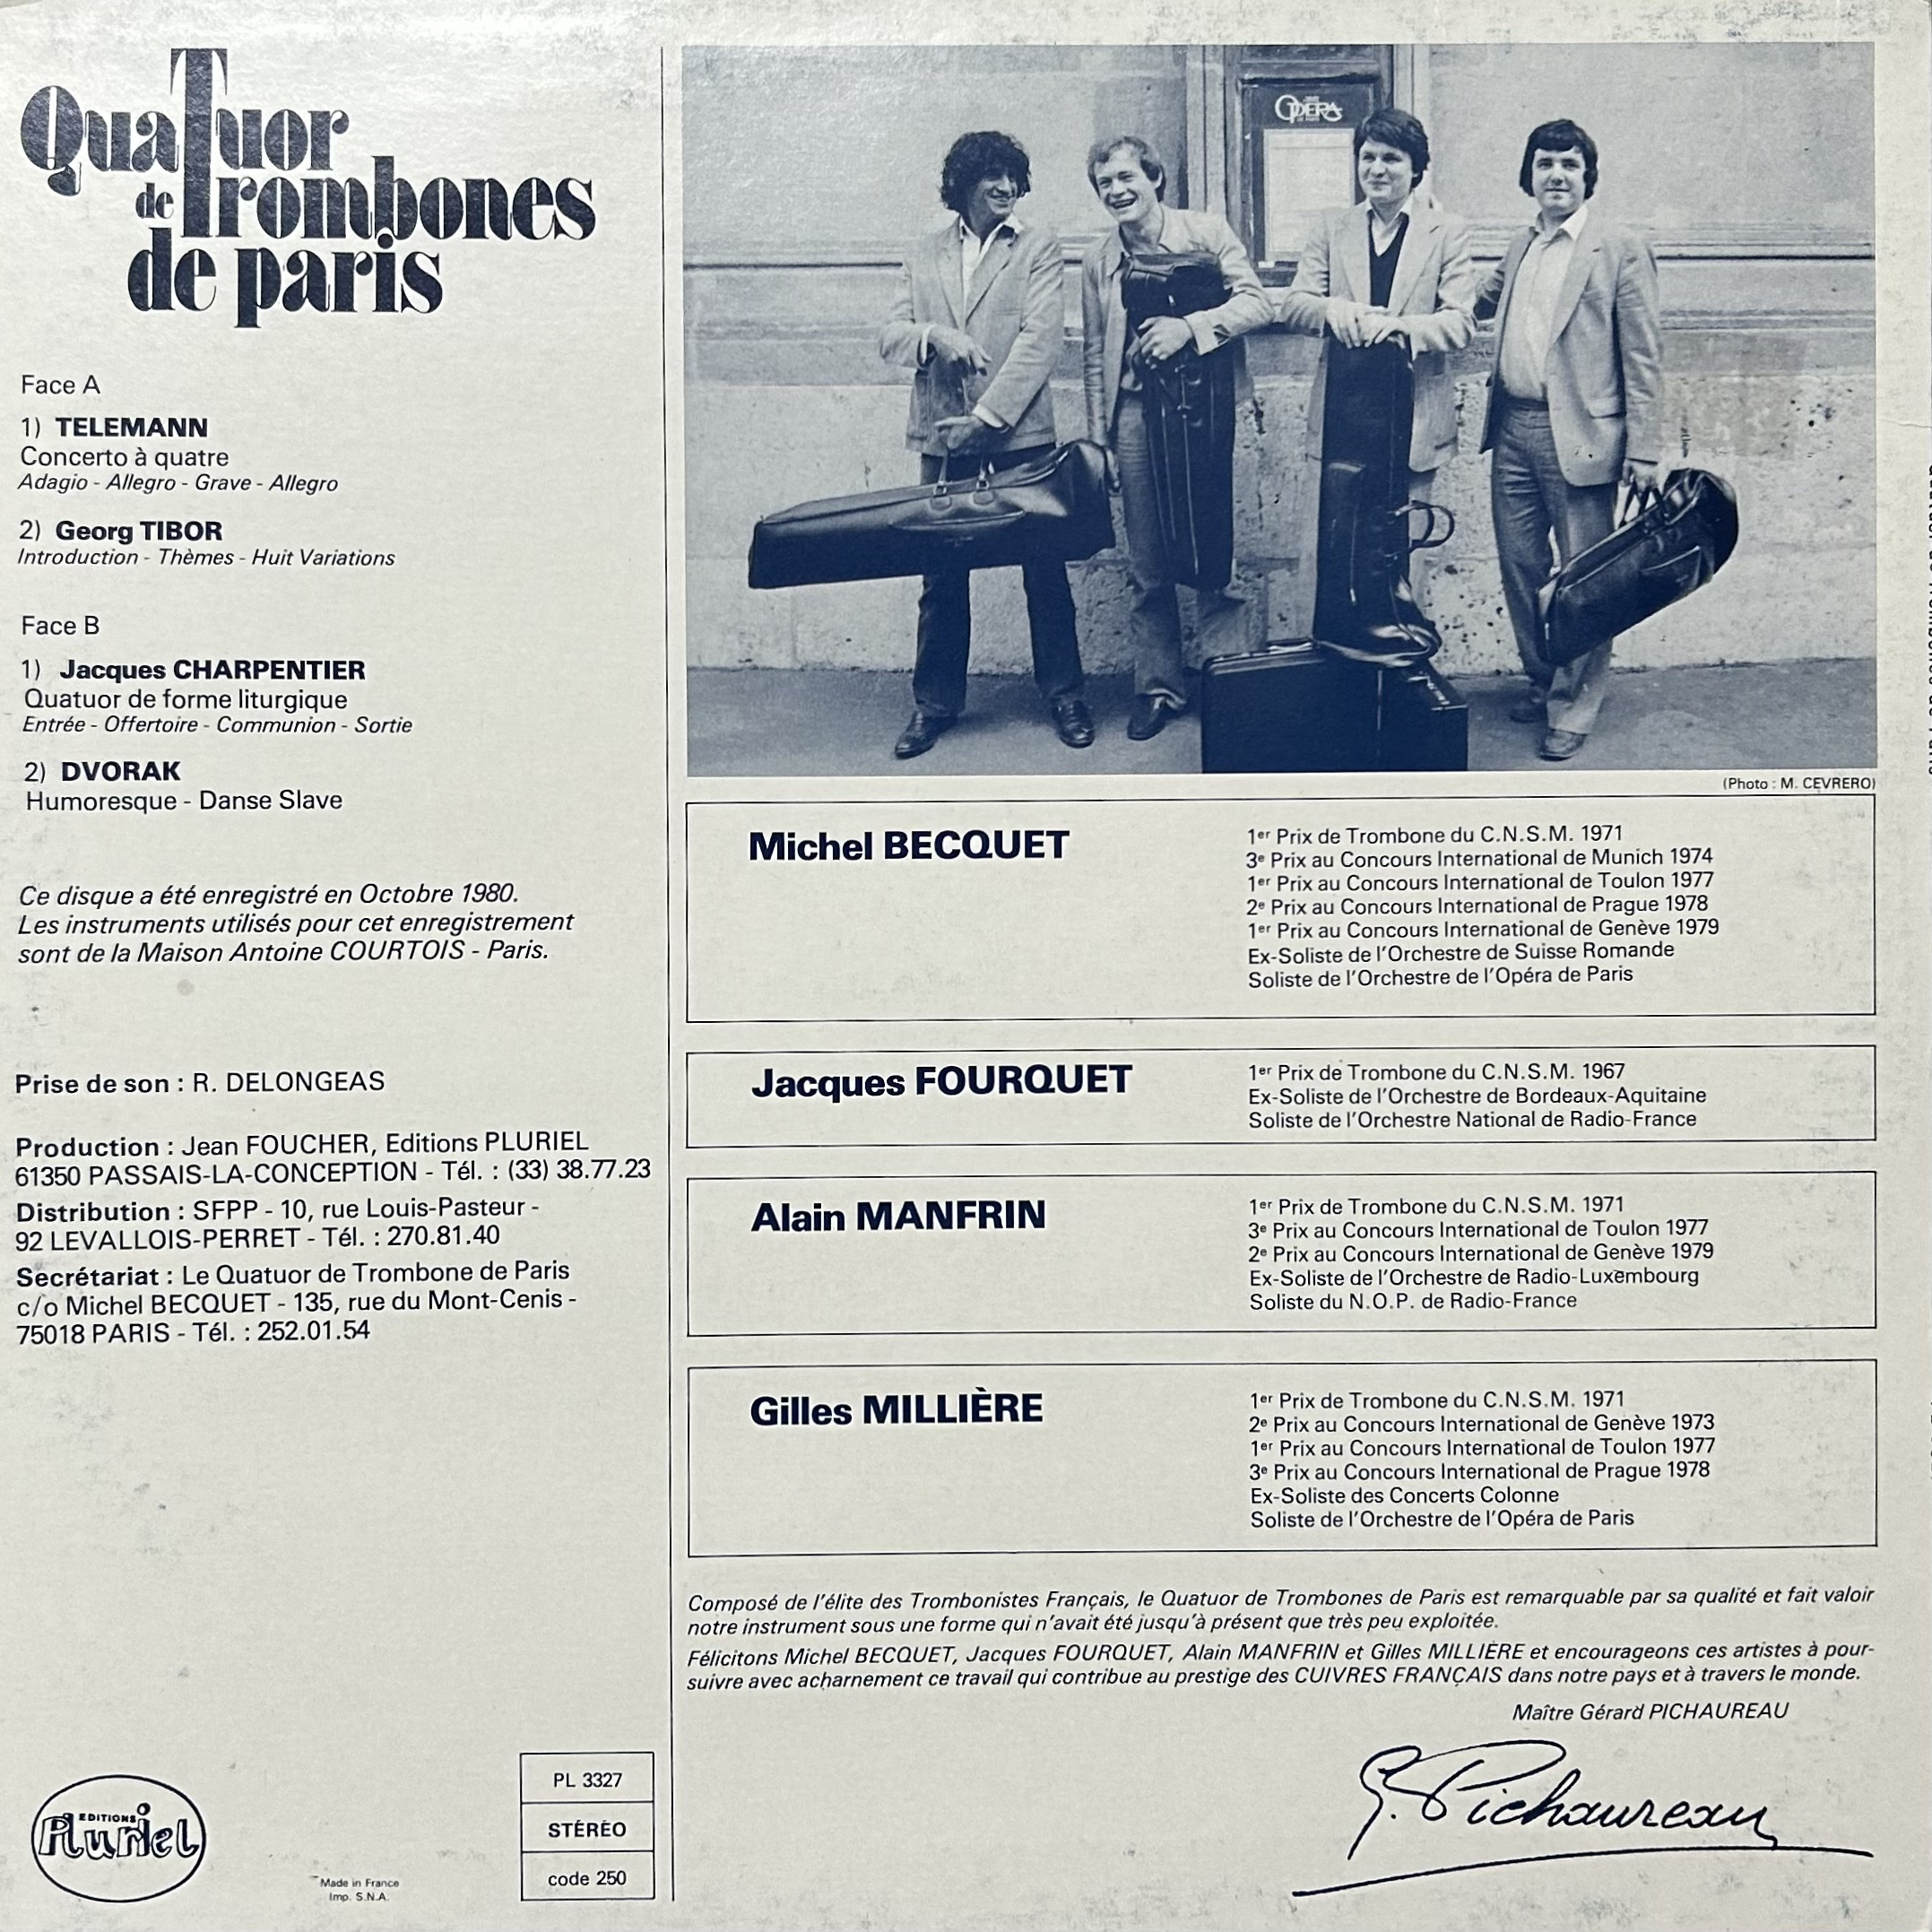 Quatuor
de Trombones
de paris
Face A
1) TELEMANN
Concerto à quatre
Adagio - Allegro - Grave - Allegro
2) Georg TIBOR
Introduction - Thèmes - Huit Variations
Face B
1) Jacques CHARPENTIER
Quatuor de forme liturgique
Entrée - Offertoire - Communion - Sortie
2) DVORAK
Humoresque - Danse Slave
Ce disque a été enregistré en Octobre 1980.
Les instruments utilisés pour cet enregistrement
sont de la Maison Antoine COURTOIS - Paris.
Prise de son : R. DELONGEAS
Production : Jean FOUCHER, Editions PLURIEL
61350 PASSAIS-LA-CONCEPTION - Tél. : (33) 38.77.23
Distribution : SFPP - 10, rue Louis-Pasteur -
92 LEVALLOIS-PERRET - Tél. : 270.81.40
Secrétariat : Le Quatuor de Trombone de Paris
c/o Michel BECQUET - 135, rue du Mont-Cenis -
75018 PARIS - Tél. : 252.01.54
EDITIONS
Pluriel
Made in France
Imp. S.N.A.
PL 3327
STÉRÉO
code 250
OPERA
(Photo : M. CEVRERO)
Michel BECQUET
1er Prix de Trombone du C.N.S.M. 1971
3e Prix au Concours International de Munich 1974
1er Prix au Concours International de Toulon 1977
2e Prix au Concours International de Prague 1978
1er Prix au Concours International de Genève 1979
Ex-Soliste de l'Orchestre de Suisse Romande
Soliste de l'Orchestre de l'Opéra de Paris
Jacques FOURQUET
1er Prix de Trombone du C.N.S.M. 1967
Ex-Soliste de l'Orchestre de Bordeaux-Aquitaine
Soliste de l'Orchestre National de Radio-France
Alain MANFRIN
1er Prix de Trombone du C.N.S.M. 1971
3e Prix au Concours International de Toulon 1977
2e Prix au Concours International de Genève 1979
Ex-Soliste de l'Orchestre de Radio-Luxembourg
Soliste du N.O.P. de Radio-France
Gilles MILLIÈRE
1er Prix de Trombone du C.N.S.M. 1971
2e Prix au Concours International de Genève 1973
1er Prix au Concours International de Toulon 1977
3e Prix au Concours International de Prague 1978
Ex-Soliste des Concerts Colonne
Soliste de l'Orchestre de l'Opéra de Paris
Composé de l'élite des Trombonistes Français, le Quatuor de Trombones de Paris est remarquable par sa qualité et fait valoir
notre instrument sous une forme qui n'avait été jusqu'à présent que très peu exploitée.
Félicitons Michel BECQUET, Jacques FOURQUET, Alain MANFRIN et Gilles MILLIÈRE et encourageons ces artistes à pour-
suivre avec acharnement ce travail qui contribue au prestige des CUIVRES FRANÇAIS dans notre pays et à travers le monde.
Maître Gérard PICHAUREAU
G. Pichaureau